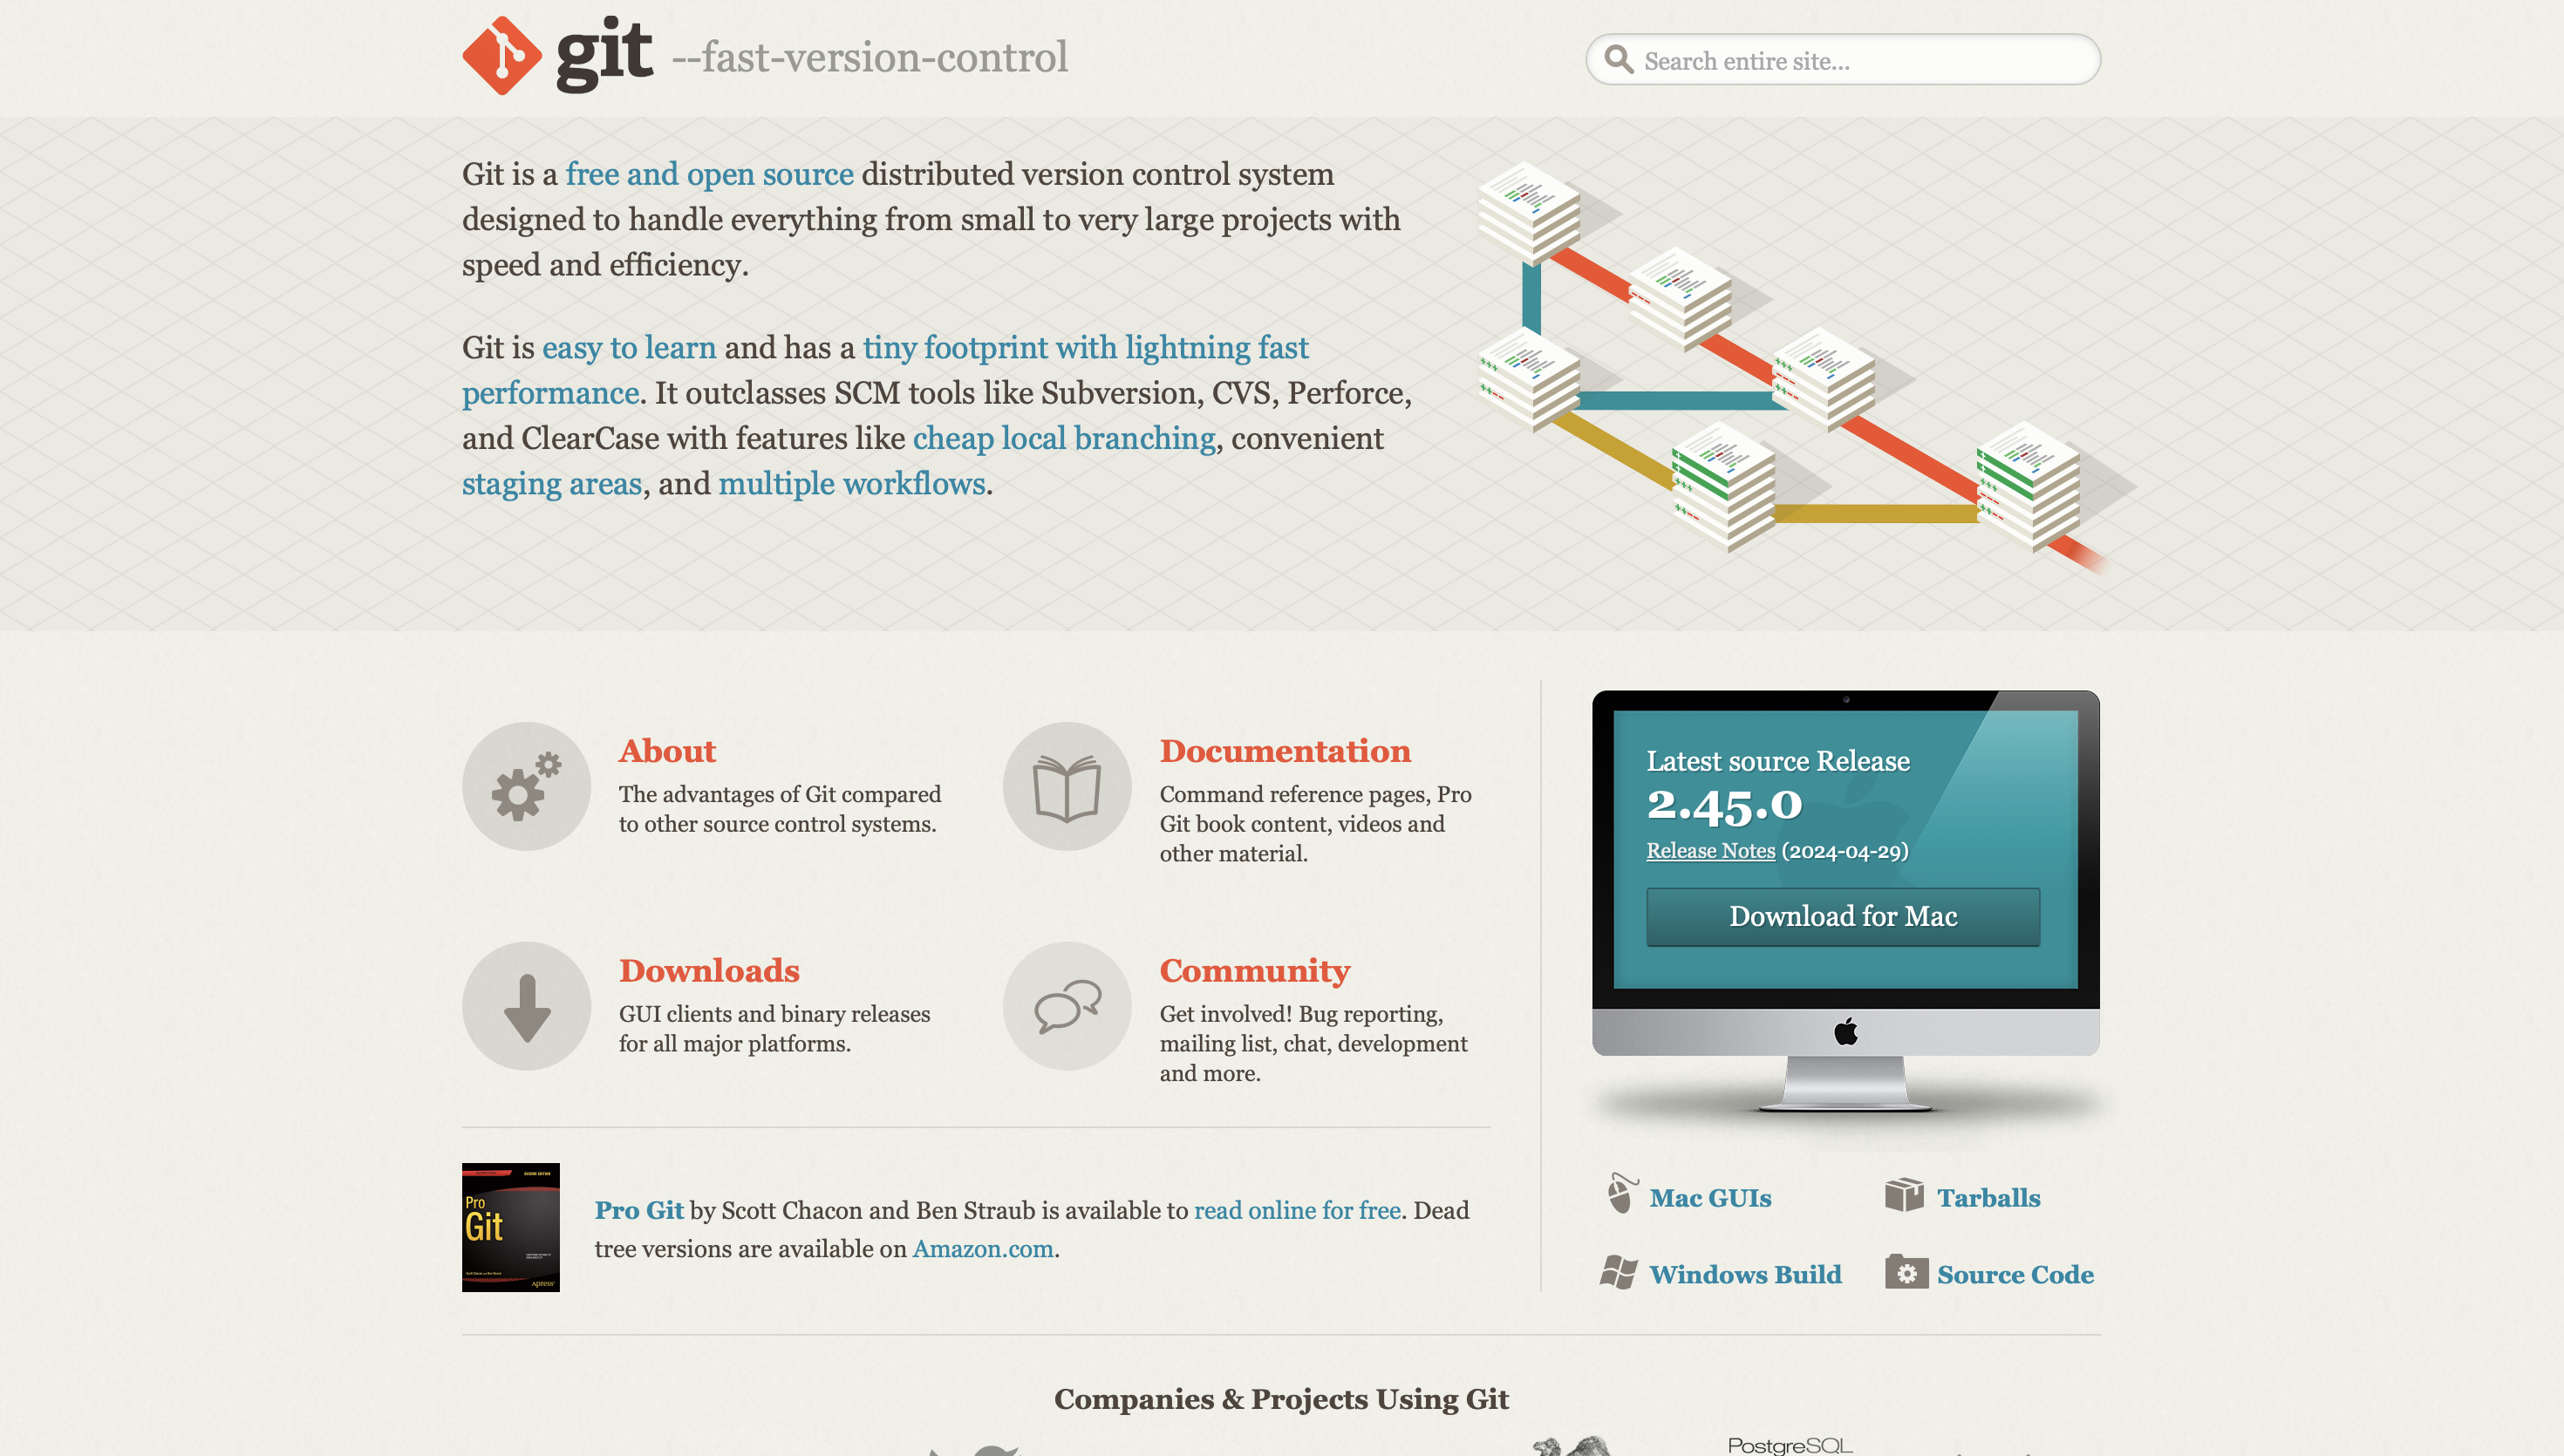 git --fast-version-control
Search entire site...
Git is a free and open source distributed version control system
designed to handle everything from small to very large projects with
speed and efficiency.
Git is easy to learn and has a tiny footprint with lightning fast
performance. It outclasses SCM tools like Subversion, CVS, Perforce,
and ClearCase with features like cheap local branching, convenient
staging areas, and multiple workflows.
About
The advantages of Git compared
to other source control systems.
Documentation
Command reference pages, Pro
Git book content, videos and
other material.
Downloads
GUI clients and binary releases
for all major platforms.
Community
Get involved! Bug reporting,
mailing list, chat, development
and more.
Latest source Release
2.45.0
Release Notes (2024-04-29)
Download for Mac
Mac GUIs
Tarballs
Windows Build
Source Code
Pro
Git
Apress
Pro Git by Scott Chacon and Ben Straub is available to read online for free. Dead
tree versions are available on Amazon.com.
Companies & Projects Using Git
PostgreSQL